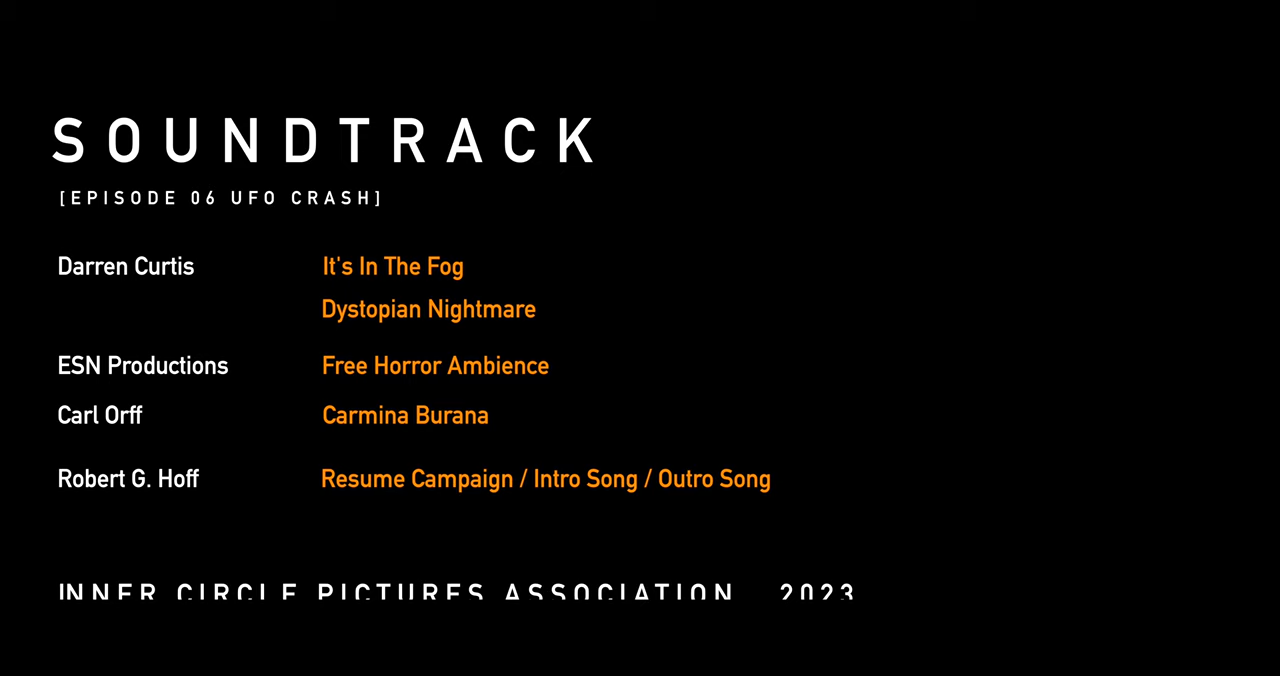 SOUNDTRACK
[EPISODE 06 UFO CRASH]
Darren Curtis It's In The Fog
Dystopian Nightmare
ESN Productions Free Horror Ambience
Carl Orff Carmina Burana
Robert G. Hoff Resume Campaign / Intro Song / Outro Song
INNER CIRCLE PICTURES ASSOCIATION 2023